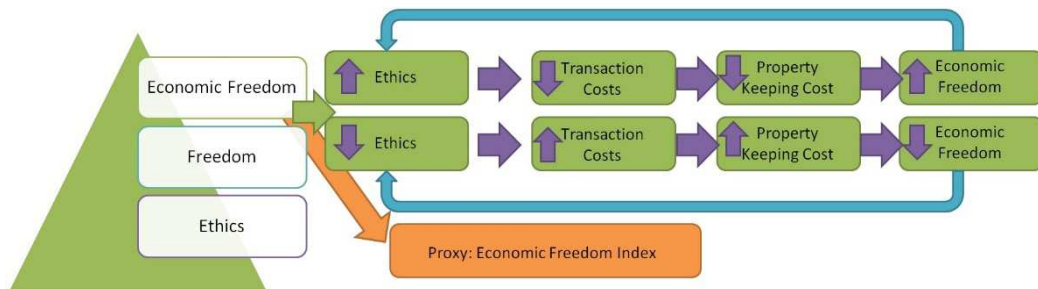 Economic Freedom
Freedom
Ethics
Ethics
Transaction
Costs
Property
Keeping Cost
Economic
Freedom
Ethics
Transaction
Costs
Property
Keeping Cost
Economic
Freedom
Proxy: Economic Freedom Index